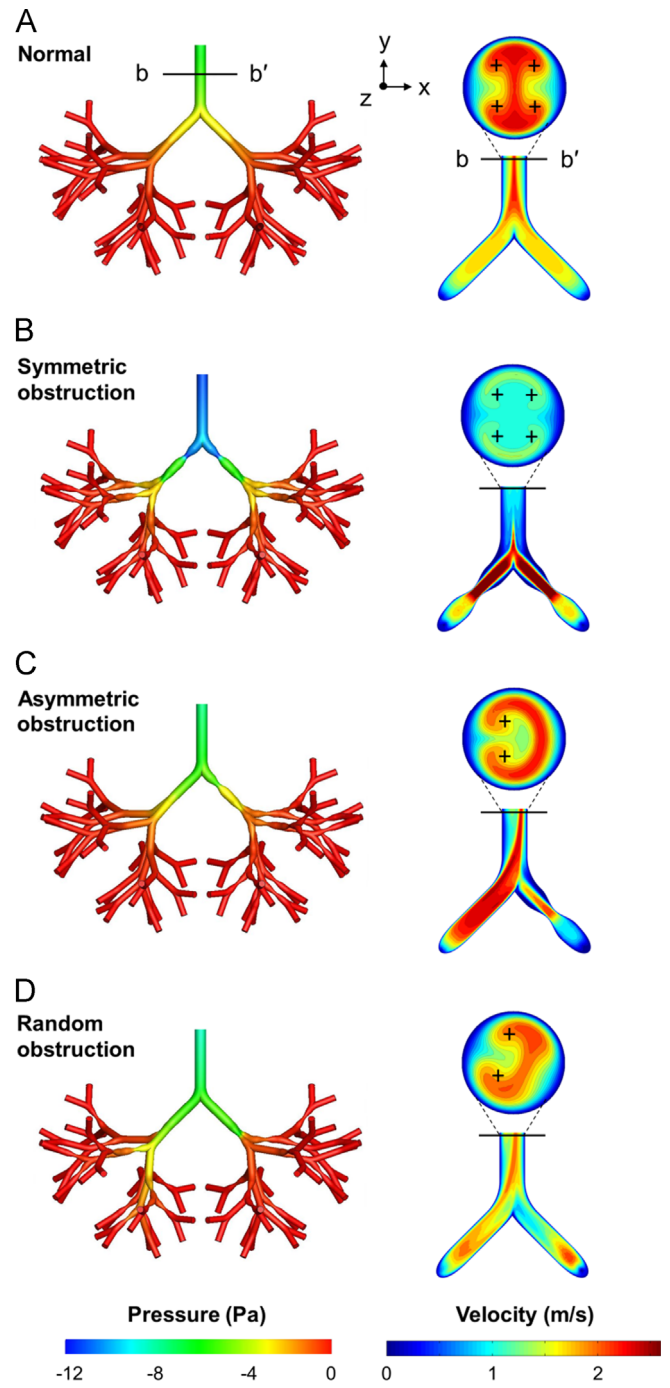 A
Normal
b b′
y
z x
+ +
+ +
b b′
B
Symmetric
obstruction
+ +
+ +
C
Asymmetric
obstruction
+
+
D
Random
obstruction
+
+
Pressure (Pa) Velocity (m/s)
-12 -8 -4 0 0 1 2